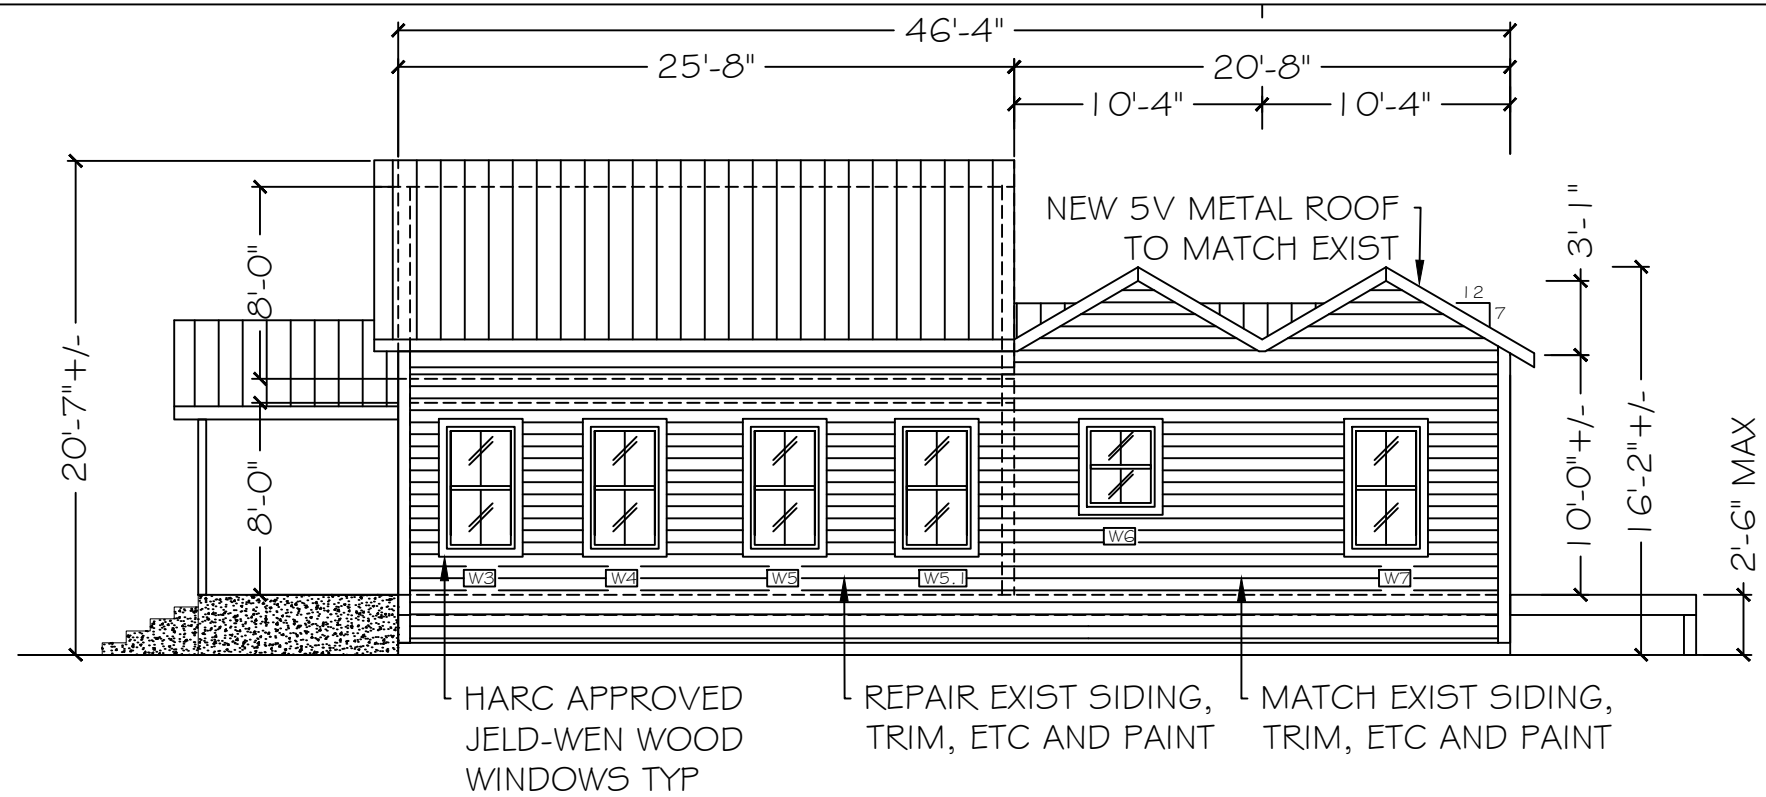 46'-4"
25'-8"
20'-8"
10'-4"
10'-4"
NEW 5V METAL ROOF
TO MATCH EXIST
3'-1"
12
7
8'-0"
20'-7"+/-
8'-0"
10'-0"+/-
16'-2"+/-
2'-6" MAX
W6
W3
W4
W5
W5.1
W7
HARC APPROVED
JELD-WEN WOOD
WINDOWS TYP
REPAIR EXIST SIDING,
TRIM, ETC AND PAINT
MATCH EXIST SIDING,
TRIM, ETC AND PAINT